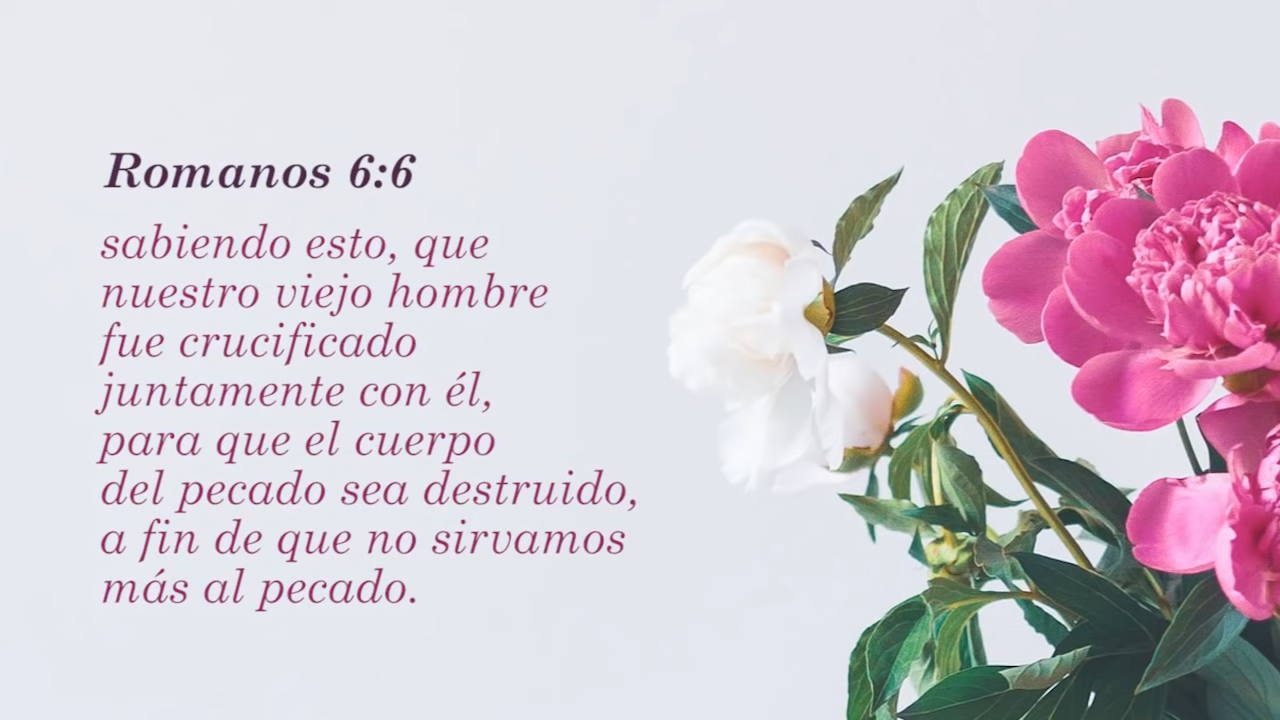 Romanos 6:6
sabiendo esto, que
nuestro viejo hombre
fue crucificado
juntamente con él,
para que el cuerpo
del pecado sea destruido,
a fin de que no sirvamos
más al pecado.